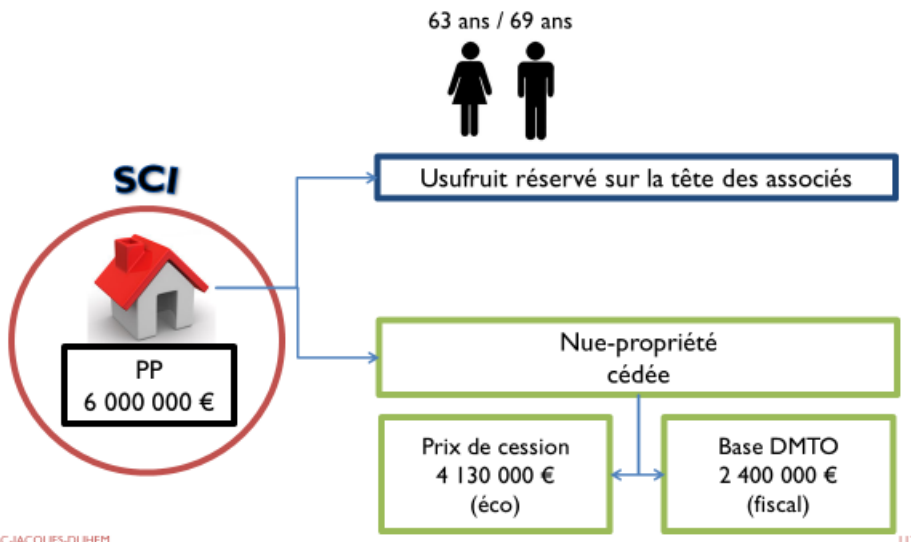 63 ans / 69 ans
SCI
Usufruit réservé sur la tête des associés
PP
6 000 000 €
Nue-propriété
cédée
Prix de cession
4 130 000 €
(éco)
Base DMTO
2 400 000 €
(fiscal)